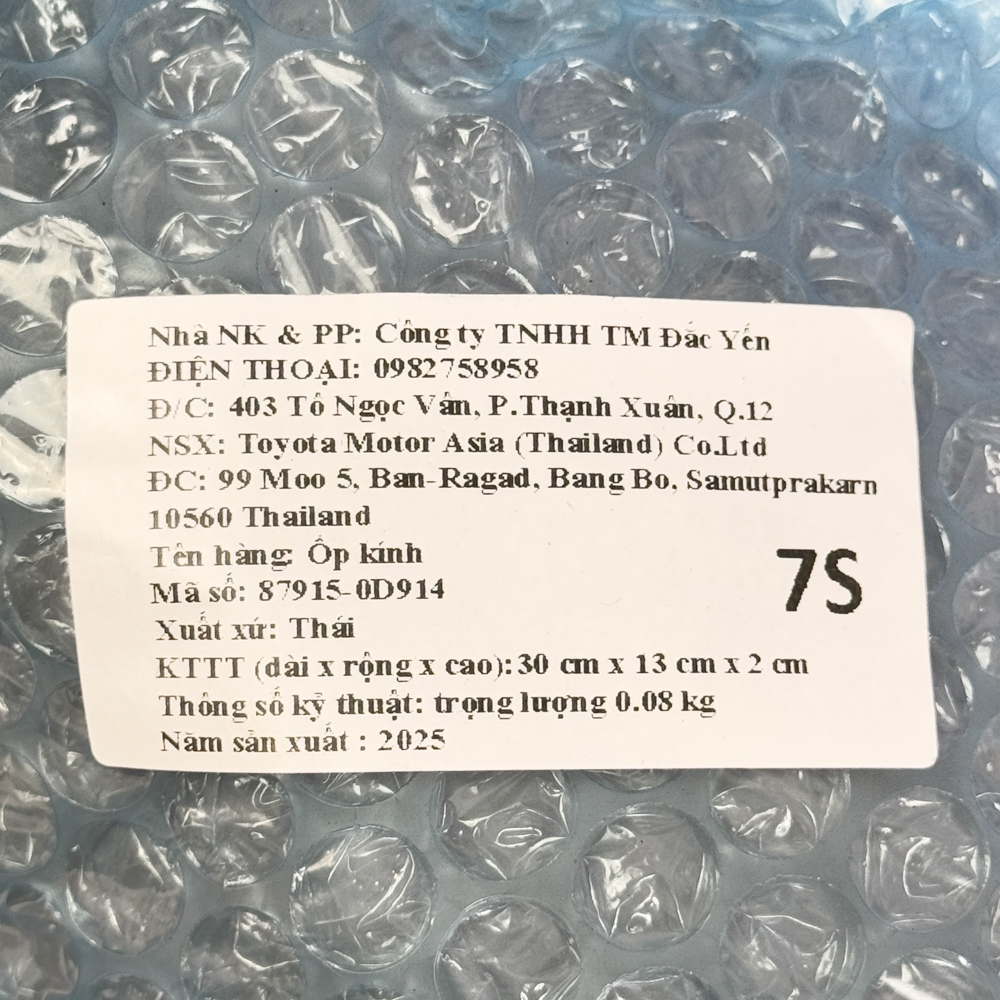 Nhà NK & PP: Công ty TNHH TM Đắc Yến
ĐIỆN THOẠI: 0982758958
Đ/C: 403 Tô Ngọc Vân, P.Thạnh Xuân, Q.12
NSX: Toyota Motor Asia (Thailand) Co.Ltd
ĐC: 99 Moo 5, Ban-Ragad, Bang Bo, Samutprakarn
10560 Thailand
Tên hàng: Ốp kính
Mã số: 87915-0D914
7S
Xuất xứ: Thái
KTTT (dài x rộng x cao): 30 cm x 13 cm x 2 cm
Thông số kỹ thuật: trọng lượng 0.08 kg
Năm sản xuất : 2025